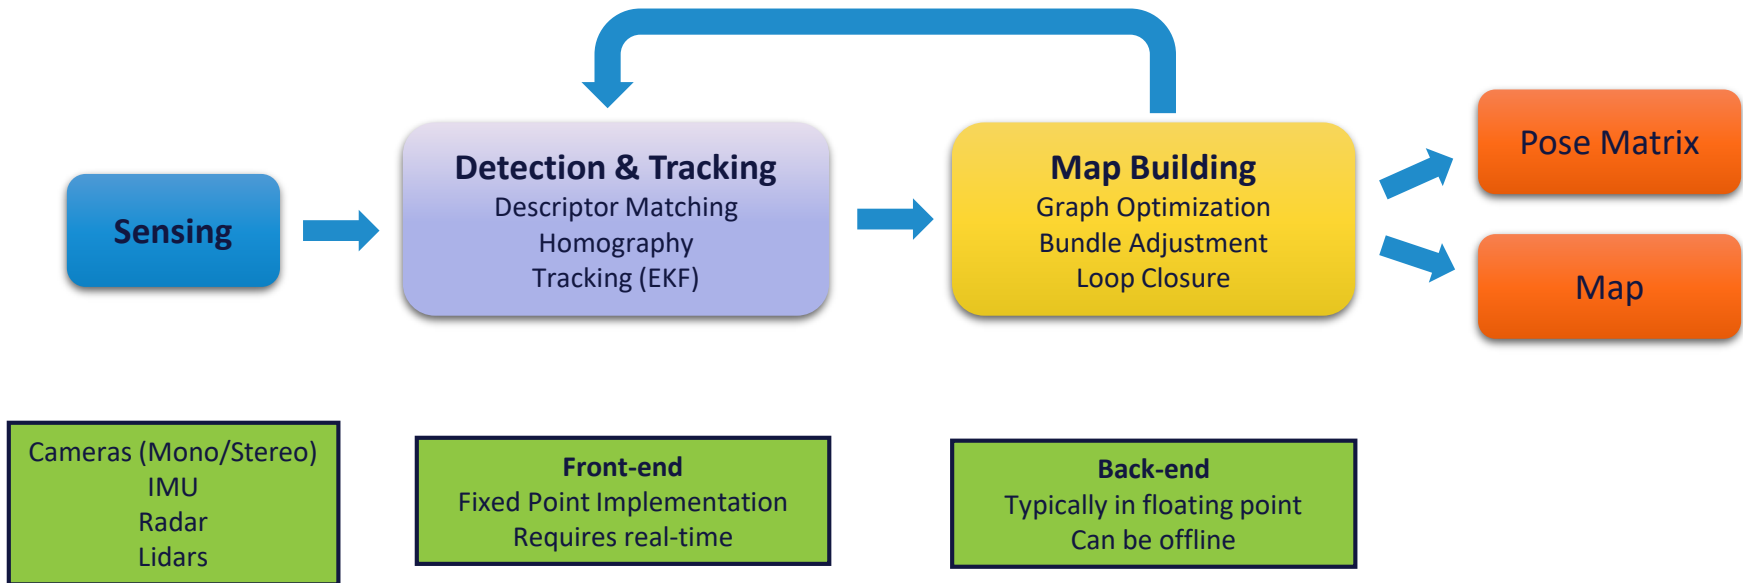 Sensing
Detection & Tracking
Descriptor Matching
Homography
Tracking (EKF)
Map Building
Graph Optimization
Bundle Adjustment
Loop Closure
Pose Matrix
Map
Cameras (Mono/Stereo)
IMU
Radar
Lidars
Front-end
Fixed Point Implementation
Requires real-time
Back-end
Typically in floating point
Can be offline